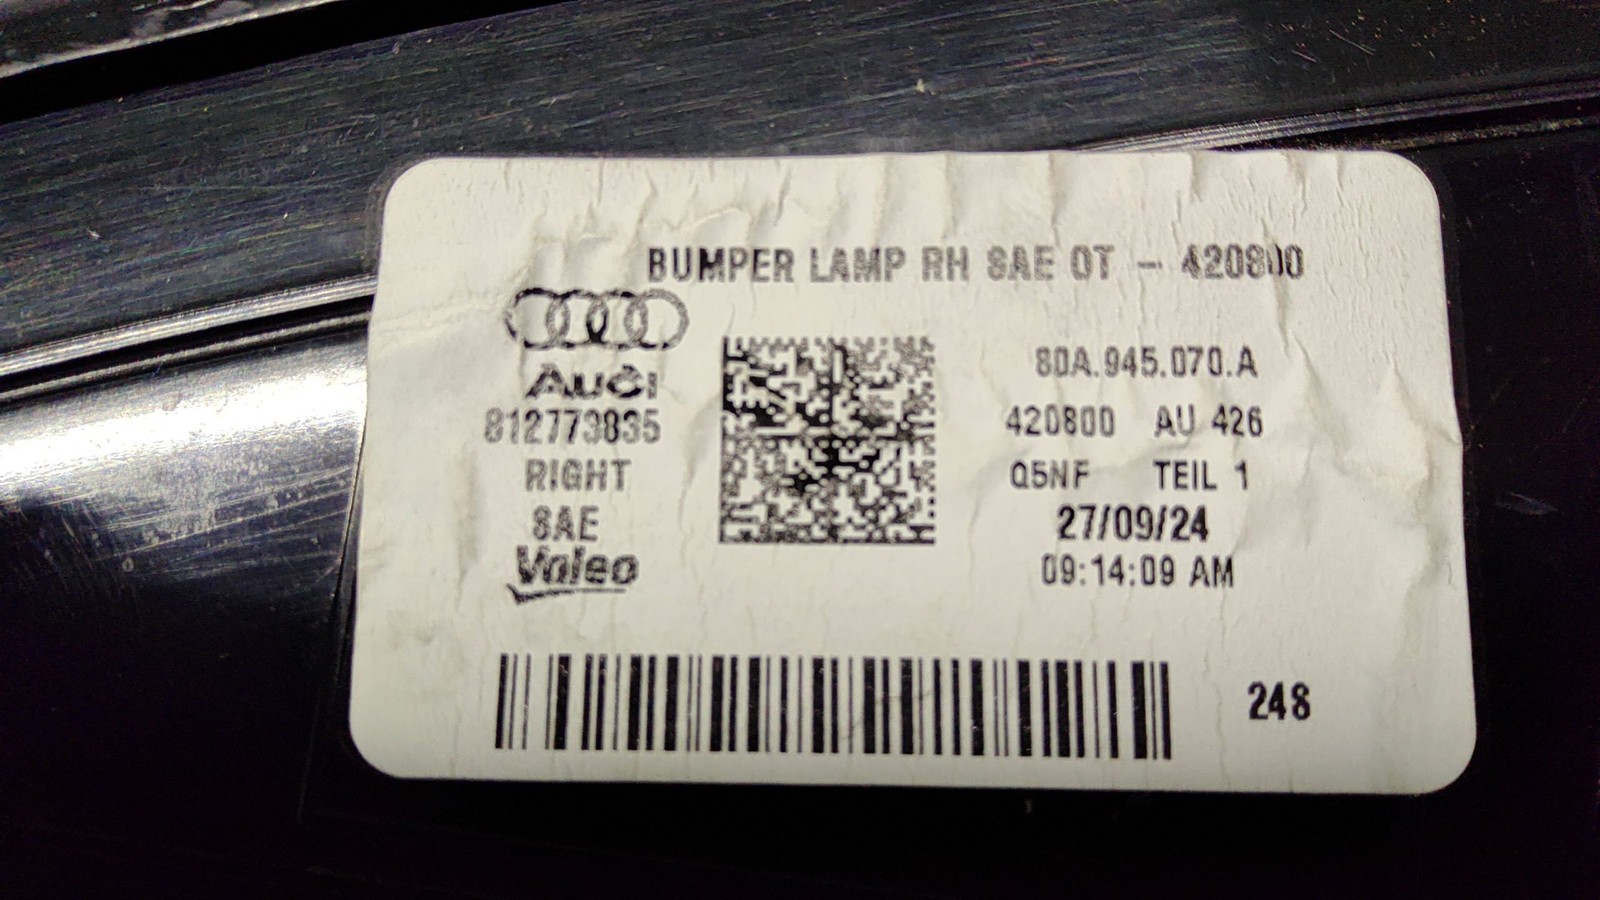 BUMPER LAMP RH SAE OT - 420800
Audi
812773835
RIGHT
SAE
Valeo
80A.945.070.A
420800 AU 426
Q5NF TEIL 1
27/09/24
09:14:09 AM
248